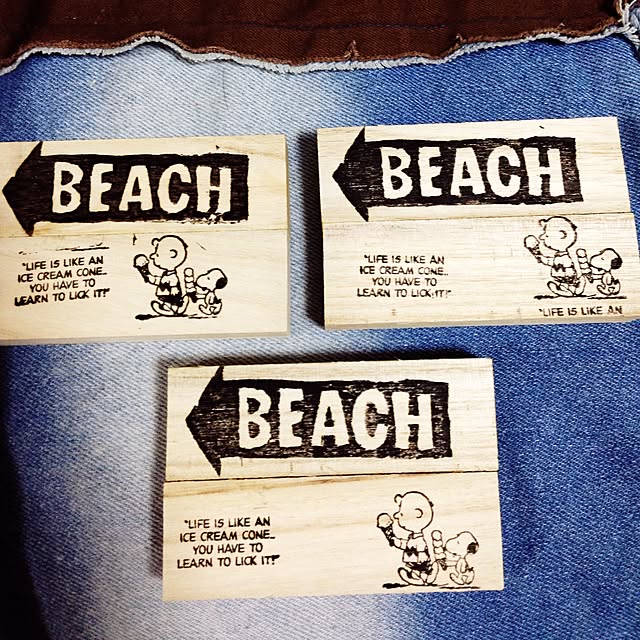 BEACH
"LIFE IS LIKE AN
ICE CREAM CONE..
YOU HAVE TO
LEARN TO LICK IT!"
BEACH
"LIFE IS LIKE AN
ICE CREAM CONE..
YOU HAVE TO
LEARN TO LICK IT!"
"LIFE IS LIKE AN
BEACH
"LIFE IS LIKE AN
ICE CREAM CONE..
YOU HAVE TO
LEARN TO LICK IT!"